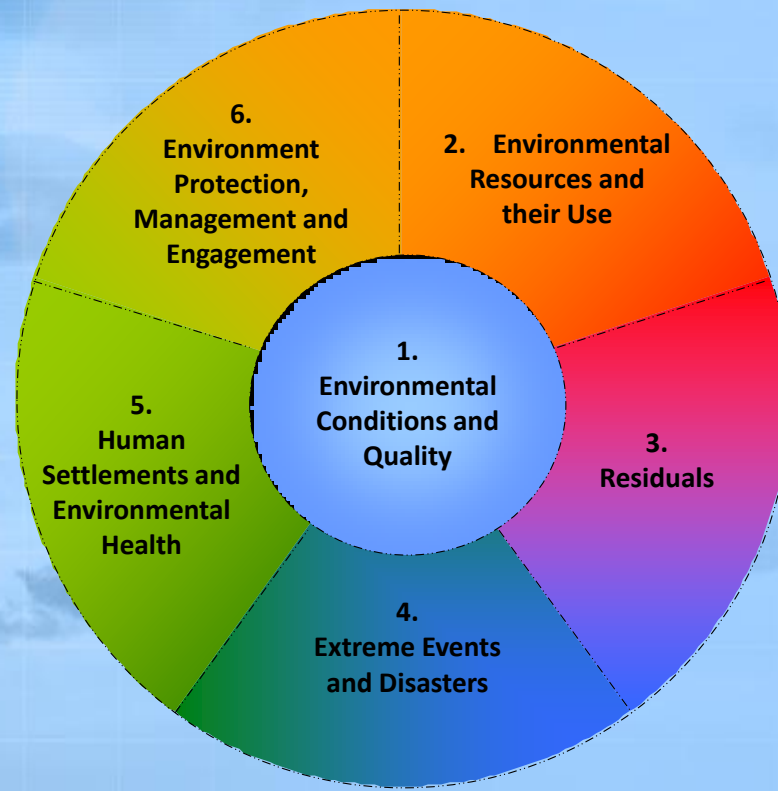 1.
Environmental
Conditions and
Quality
2. Environmental
Resources and
their Use
3.
Residuals
4.
Extreme Events
and Disasters
5.
Human
Settlements and
Environmental
Health
6.
Environment
Protection,
Management and
Engagement